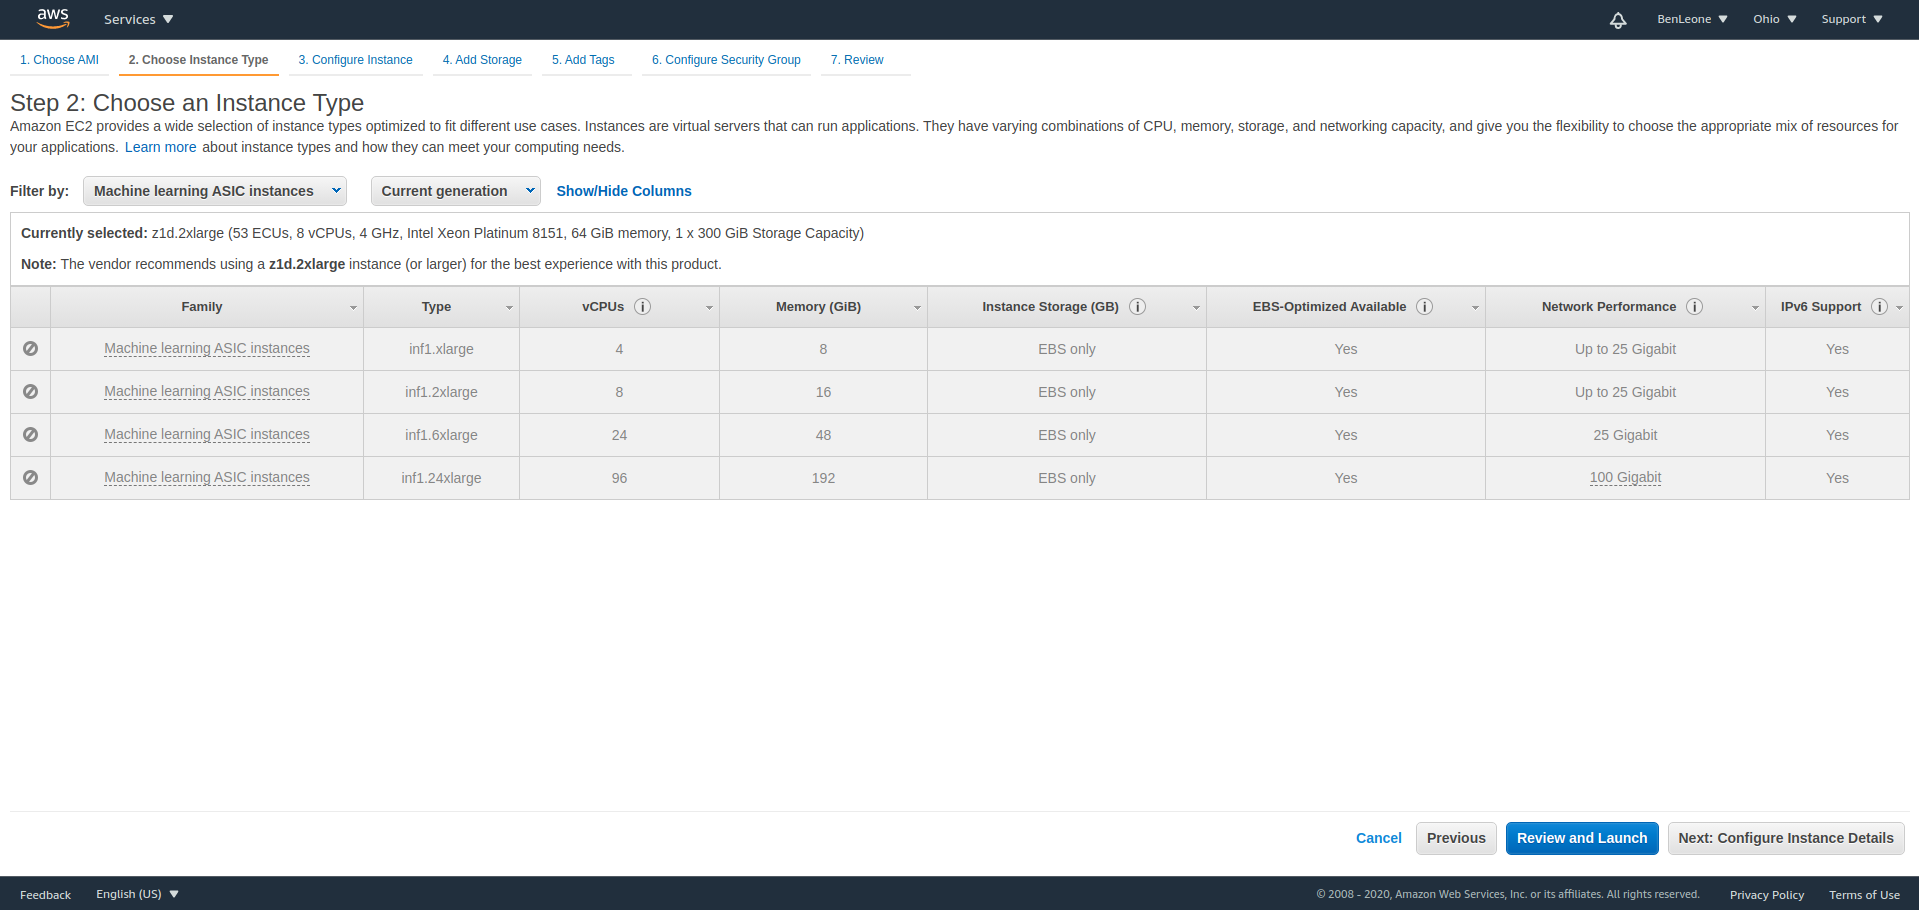 aws Services BenLeone Ohio Support
1. Choose AMI 2. Choose Instance Type 3. Configure Instance 4. Add Storage 5. Add Tags 6. Configure Security Group 7. Review
Step 2: Choose an Instance Type
Amazon EC2 provides a wide selection of instance types optimized to fit different use cases. Instances are virtual servers that can run applications. They have varying combinations of CPU, memory, storage, and networking capacity, and give you the flexibility to choose the appropriate mix of resources for
your applications. Learn more about instance types and how they can meet your computing needs.
Filter by: Machine learning ASIC instances Current generation Show/Hide Columns
Currently selected: z1d.2xlarge (53 ECUs, 8 vCPUs, 4 GHz, Intel Xeon Platinum 8151, 64 GiB memory, 1 x 300 GiB Storage Capacity)
Note: The vendor recommends using a z1d.2xlarge instance (or larger) for the best experience with this product.
Family Type vCPUs i Memory (GiB) Instance Storage (GB) i EBS-Optimized Available i Network Performance i IPv6 Support i
Machine learning ASIC instances inf1.xlarge 4 8 EBS only Yes Up to 25 Gigabit Yes
Machine learning ASIC instances inf1.2xlarge 8 16 EBS only Yes Up to 25 Gigabit Yes
Machine learning ASIC instances inf1.6xlarge 24 48 EBS only Yes 25 Gigabit Yes
Machine learning ASIC instances inf1.24xlarge 96 192 EBS only Yes 100 Gigabit Yes
Cancel Previous Review and Launch Next: Configure Instance Details
Feedback English (US) © 2008 - 2020, Amazon Web Services, Inc. or its affiliates. All rights reserved. Privacy Policy Terms of Use